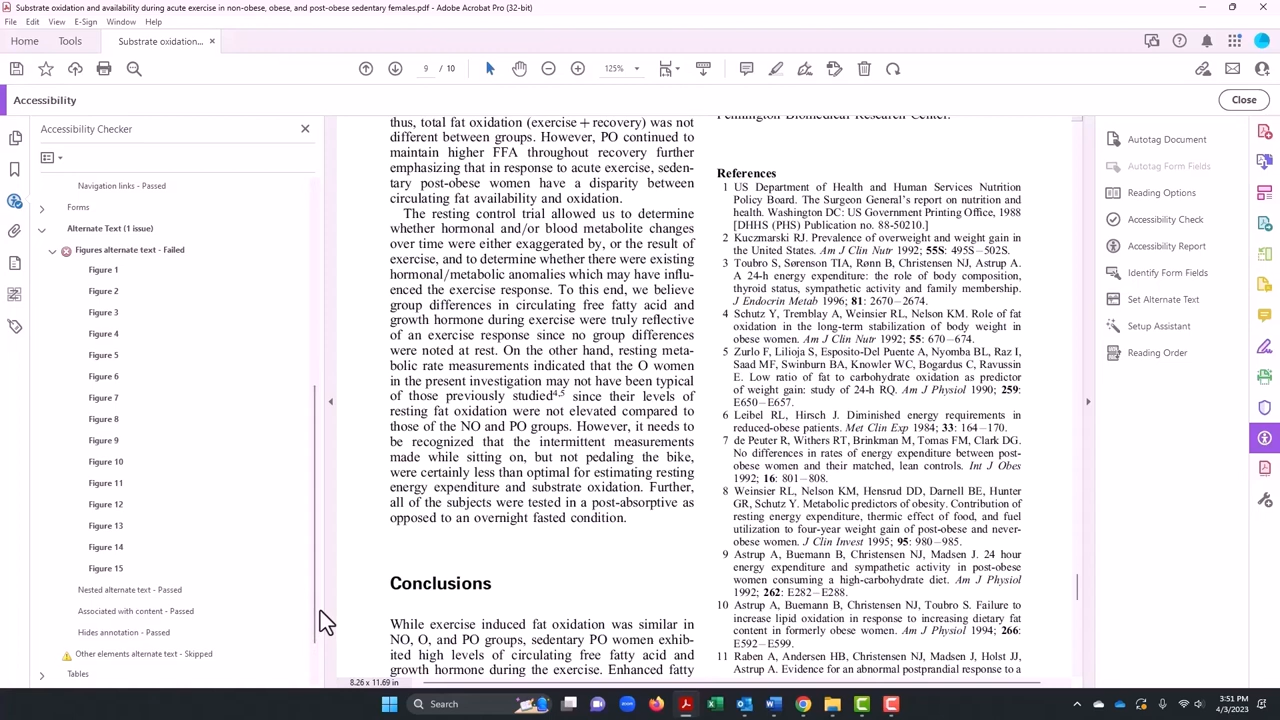 Substrate oxidation and availability during acute exercise in non-obese, obese, and post-obese sedentary females.pdf - Adobe Acrobat Pro (32-bit)
File Edit View E-Sign Window Help
Home Tools Substrate oxidation... ×
9 / 10 125%
Accessibility Close
Accessibility Checker
Navigation links - Passed
Forms
Alternate Text (1 issue)
Figures alternate text - Failed
Figure 1
Figure 2
Figure 3
Figure 4
Figure 5
Figure 6
Figure 7
Figure 8
Figure 9
Figure 10
Figure 11
Figure 12
Figure 13
Figure 14
Figure 15
Nested alternate text - Passed
Associated with content - Passed
Hides annotation - Passed
Other elements alternate text - Skipped
Tables
thus, total fat oxidation (exercise + recovery) was not
different between groups. However, PO continued to
maintain higher FFA throughout recovery further
emphasizing that in response to acute exercise, seden-
tary post-obese women have a disparity between
circulating fat availability and oxidation.
The resting control trial allowed us to determine
whether hormonal and/or blood metabolite changes
over time were either exaggerated by, or the result of
exercise, and to determine whether there were existing
hormonal/metabolic anomalies which may have influ-
enced the exercise response. To this end, we believe
group differences in circulating free fatty acid and
growth hormone during exercise were truly reflective
of an exercise response since no group differences
were noted at rest. On the other hand, resting meta-
bolic rate measurements indicated that the O women
in the present investigation may not have been typical
of those previously studied4,5 since their levels of
resting fat oxidation were not elevated compared to
those of the NO and PO groups. However, it needs to
be recognized that the intermittent measurements
made while sitting on, but not pedaling the bike,
were certainly less than optimal for estimating resting
energy expenditure and substrate oxidation. Further,
all of the subjects were tested in a post-absorptive as
opposed to an overnight fasted condition.
Conclusions
While exercise induced fat oxidation was similar in
NO, O, and PO groups, sedentary PO women exhib-
ited high levels of circulating free fatty acid and
growth hormone during the exercise. Enhanced fatty
8.26 x 11.69 in
Pennington Biomedical Research Center.
References
1 US Department of Health and Human Services Nutrition
Policy Board. The Surgeon General's report on nutrition and
health. Washington DC: US Government Printing Office, 1988
[DHHS (PHS) Publication no. 88-50210.]
2 Kuczmarski RJ. Prevalence of overweight and weight gain in
the United States. Am J Clin Nutr 1992; 55S: 495S–502S.
3 Toubro S, Sørenson TIA, Rønn B, Christensen NJ, Astrup A.
A 24-h energy expenditure: the role of body composition,
thyroid status, sympathetic activity and family membership.
J Endocrin Metab 1996; 81: 2670–2674.
4 Schutz Y, Tremblay A, Weinsier RL, Nelson KM. Role of fat
oxidation in the long-term stabilization of body weight in
obese women. Am J Clin Nutr 1992; 55: 670–674.
5 Zurlo F, Lilioja S, Esposito-Del Puente A, Nyomba BL, Raz I,
Saad MF, Swinburn BA, Knowler WC, Bogardus C, Ravussin
E. Low ratio of fat to carbohydrate oxidation as predictor
of weight gain: study of 24-h RQ. Am J Physiol 1990; 259:
E650–E657.
6 Leibel RL, Hirsch J. Diminished energy requirements in
reduced-obese patients. Met Clin Exp 1984; 33: 164–170.
7 de Peuter R, Withers RT, Brinkman M, Tomas FM, Clark DG.
No differences in rates of energy expenditure between post-
obese women and their matched, lean controls. Int J Obes
1992; 16: 801–808.
8 Weinsier RL, Nelson KM, Hensrud DD, Darnell BE, Hunter
GR, Schutz Y. Metabolic predictors of obesity. Contribution of
resting energy expenditure, thermic effect of food, and fuel
utilization to four-year weight gain of post-obese and never-
obese women. J Clin Invest 1995; 95: 980–985.
9 Astrup A, Buemann B, Christensen NJ, Madsen J. 24 hour
energy expenditure and sympathetic activity in post-obese
women consuming a high-carbohydrate diet. Am J Physiol
1992; 262: E282–E288.
10 Astrup A, Buemann B, Christensen NJ, Toubro S. Failure to
increase lipid oxidation in response to increasing dietary fat
content in formerly obese women. Am J Physiol 1994; 266:
E592–E599.
11 Raben A, Andersen HB, Christensen NJ, Madsen J, Holst JJ,
Astrup A. Evidence for an abnormal postprandial response to a
Autotag Document
Autotag Form Fields
Reading Options
Accessibility Check
Accessibility Report
Identify Form Fields
Set Alternate Text
Setup Assistant
Reading Order
Search
3:51 PM
4/3/2023